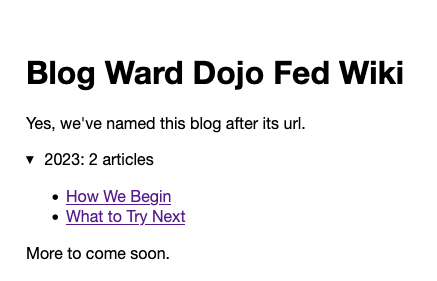 Blog Ward Dojo Fed Wiki
Yes, we've named this blog after its url.
▼ 2023: 2 articles
• How We Begin
• What to Try Next
More to come soon.